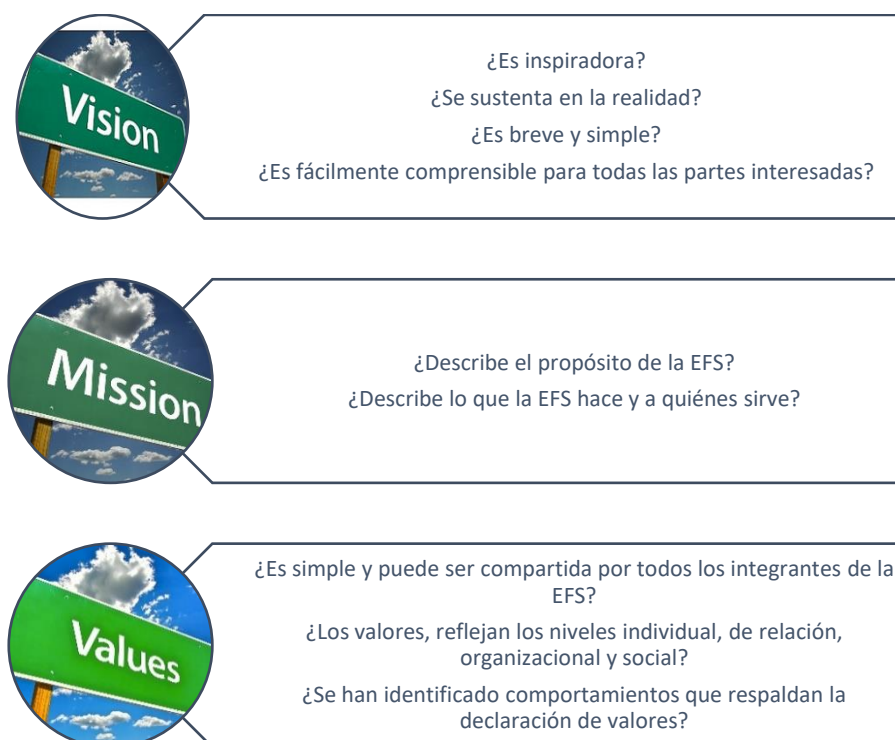 Vision
¿Es inspiradora?
¿Se sustenta en la realidad?
¿Es breve y simple?
¿Es fácilmente comprensible para todas las partes interesadas?
Mission
¿Describe el propósito de la EFS?
¿Describe lo que la EFS hace y a quiénes sirve?
Values
¿Es simple y puede ser compartida por todos los integrantes de la
EFS?
¿Los valores, reflejan los niveles individual, de relación,
organizacional y social?
¿Se han identificado comportamientos que respaldan la
declaración de valores?